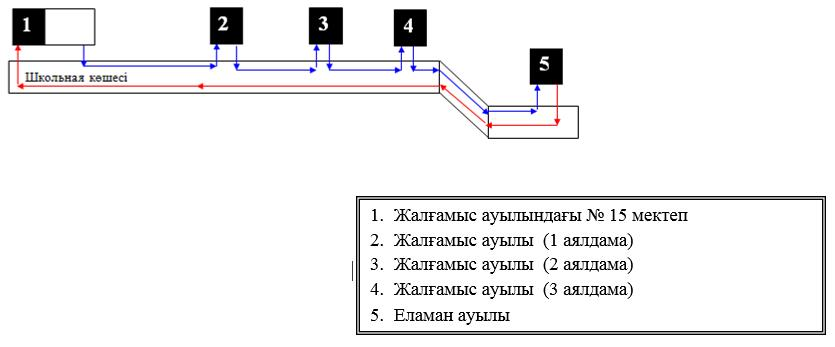 1
2
3
4
5
Школьная көшесі
1. Жалғамыс ауылындағы № 15 мектеп
2. Жалғамыс ауылы (1 аялдама)
3. Жалғамыс ауылы (2 аялдама)
4. Жалғамыс ауылы (3 аялдама)
5. Еламан ауылы